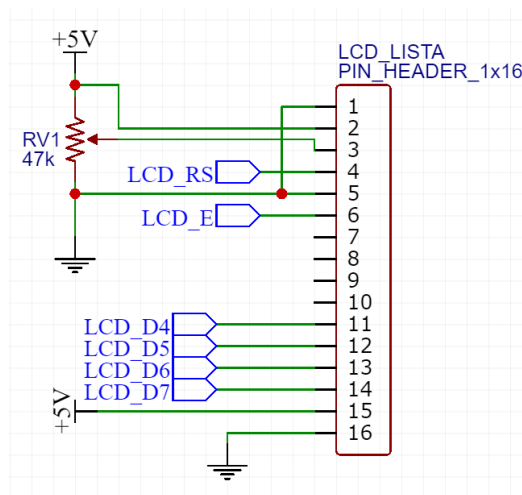 +5V
LCD_LISTA
PIN_HEADER_1x16
RV1
47k
1
2
3
LCD_RS
4
5
LCD_E
6
7
8
9
10
LCD_D4
11
LCD_D5
12
LCD_D6
13
LCD_D7
14
+5V
15
16